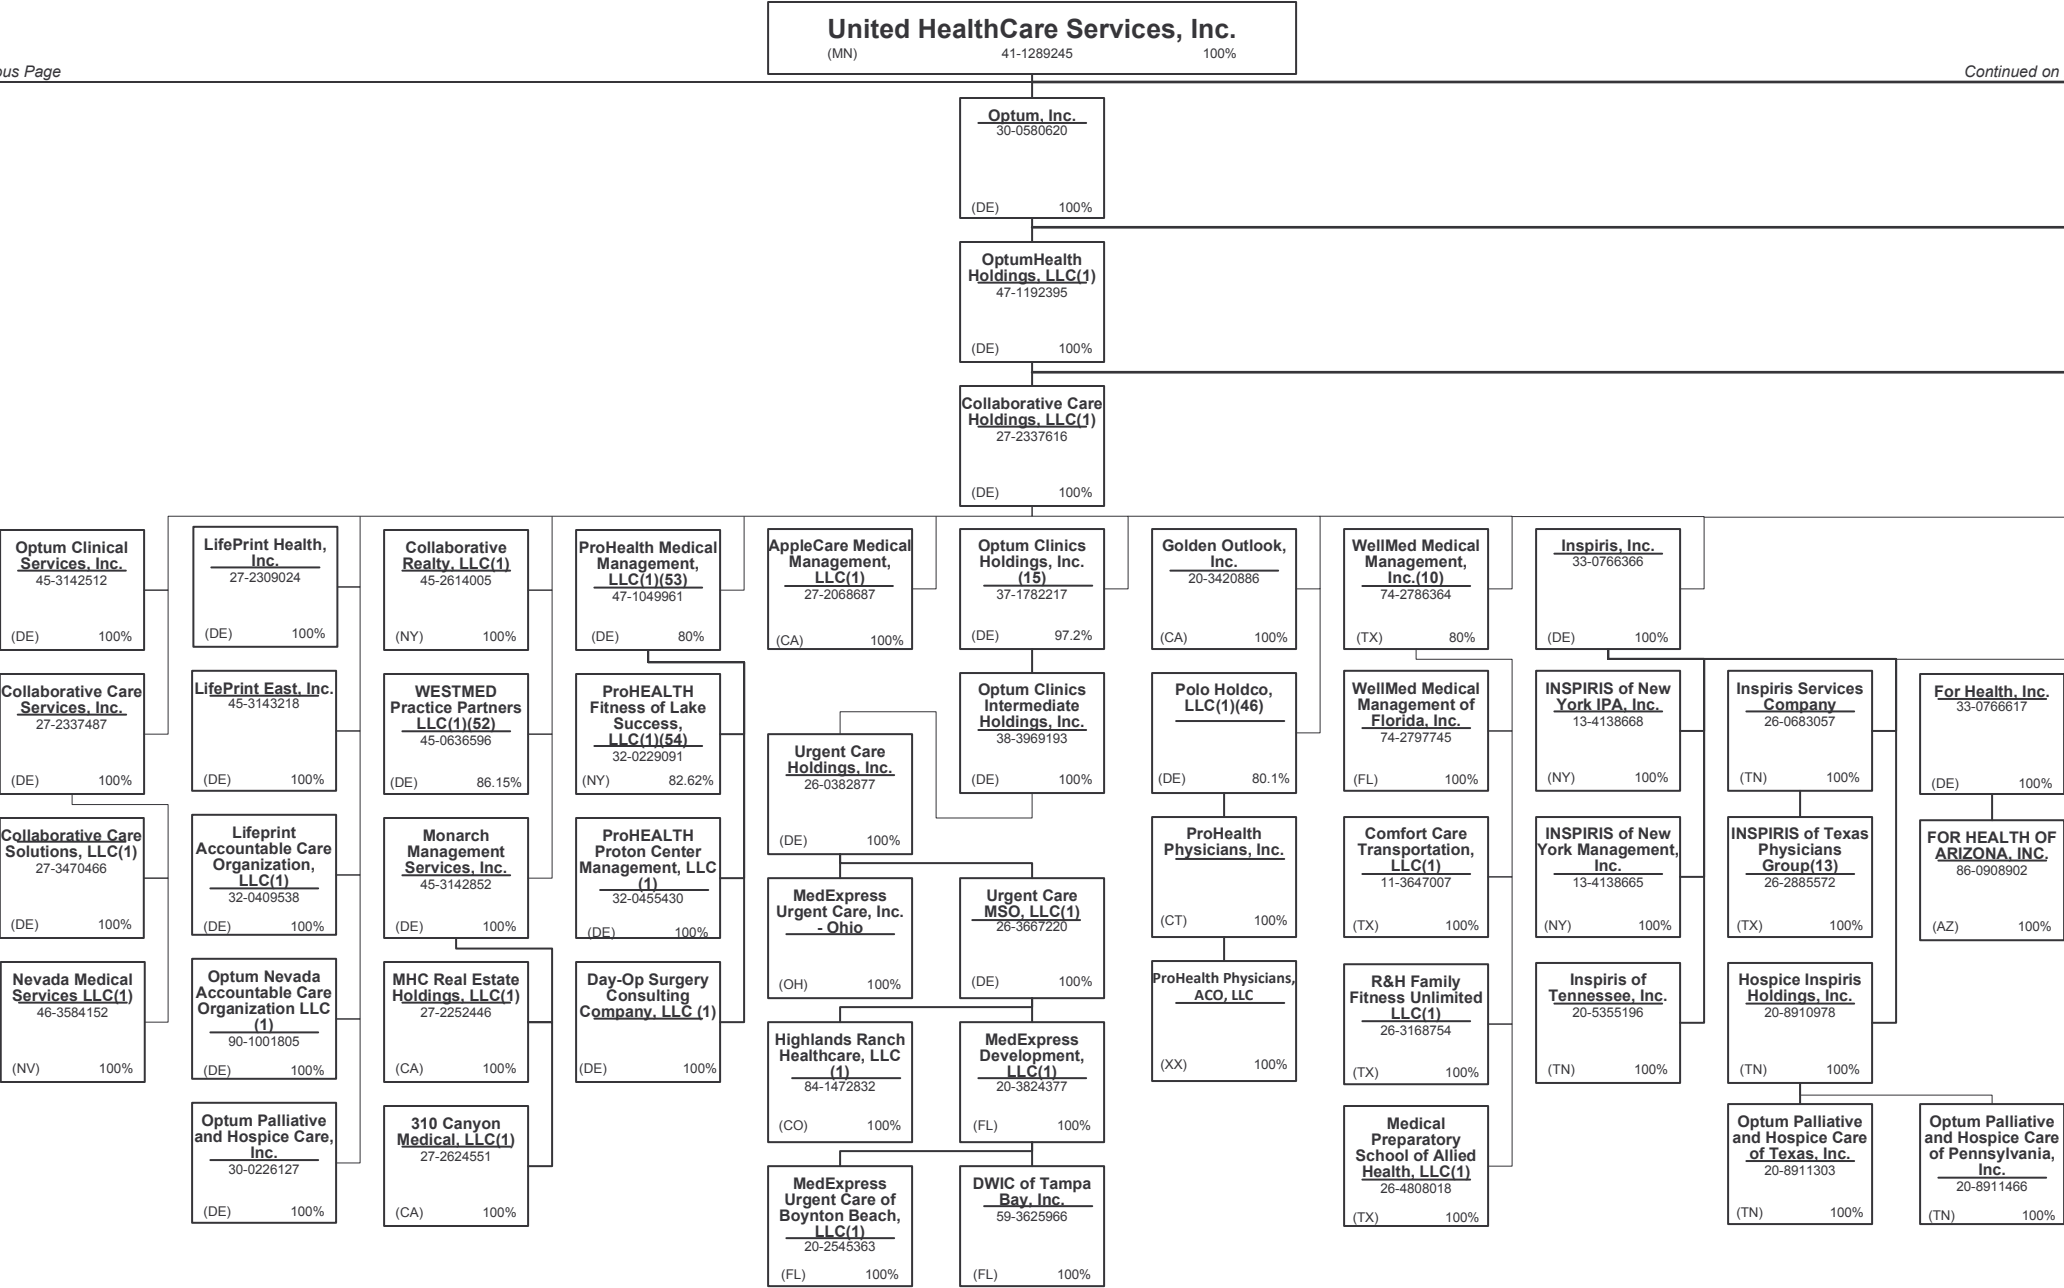 United HealthCare Services, Inc.
(MN) 41-1289245 100%
ous Page
Continued on
Optum, Inc.
30-0580620
(DE) 100%
OptumHealth
Holdings, LLC(1)
47-1192395
(DE) 100%
Collaborative Care
Holdings, LLC(1)
27-2337616
(DE) 100%
Optum Clinical
Services, Inc.
45-3142512
(DE) 100%
Collaborative Care
Services, Inc.
27-2337487
(DE) 100%
Collaborative Care
Solutions, LLC(1)
27-3470466
(DE) 100%
Nevada Medical
Services LLC(1)
46-3584152
(NV) 100%
LifePrint Health,
Inc.
27-2309024
(DE) 100%
LifePrint East, Inc.
45-3143218
(DE) 100%
Lifeprint
Accountable Care
Organization,
LLC(1)
32-0409538
(DE) 100%
Optum Nevada
Accountable Care
Organization LLC
(1)
90-1001805
(DE) 100%
Optum Palliative
and Hospice Care,
Inc.
30-0226127
(DE) 100%
Collaborative
Realty, LLC(1)
45-2614005
(NY) 100%
WESTMED
Practice Partners
LLC(1)(52)
45-0636596
(DE) 86.15%
Monarch
Management
Services, Inc.
45-3142852
(DE) 100%
MHC Real Estate
Holdings, LLC(1)
27-2252446
(CA) 100%
310 Canyon
Medical, LLC(1)
27-2624551
(CA) 100%
ProHealth Medical
Management,
LLC(1)(53)
47-1049961
(DE) 80%
ProHEALTH
Fitness of Lake
Success,
LLC(1)(54)
32-0229091
(NY) 82.62%
ProHEALTH
Proton Center
Management, LLC
(1)
32-0455430
(DE) 100%
Day-Op Surgery
Consulting
Company, LLC (1)
(DE) 100%
AppleCare Medical
Management,
LLC(1)
27-2068687
(CA) 100%
Optum Clinics
Holdings, Inc.
(15)
37-1782217
(DE) 97.2%
Optum Clinics
Intermediate
Holdings, Inc.
38-3969193
(DE) 100%
Urgent Care
Holdings, Inc.
26-0382877
(DE) 100%
MedExpress
Urgent Care, Inc.
- Ohio
(OH) 100%
Urgent Care
MSO, LLC(1)
26-3667220
(DE) 100%
Highlands Ranch
Healthcare, LLC
(1)
84-1472832
(CO) 100%
MedExpress
Development,
LLC(1)
20-3824377
(FL) 100%
MedExpress
Urgent Care of
Boynton Beach,
LLC(1)
20-2545363
(FL) 100%
DWIC of Tampa
Bay, Inc.
59-3625966
(FL) 100%
Golden Outlook,
Inc.
20-3420886
(CA) 100%
Polo Holdco,
LLC(1)(46)
(DE) 80.1%
ProHealth
Physicians, Inc.
(CT) 100%
ProHealth Physicians,
ACO, LLC
(XX) 100%
WellMed Medical
Management,
Inc.(10)
74-2786364
(TX) 80%
WellMed Medical
Management of
Florida, Inc.
74-2797745
(FL) 100%
Comfort Care
Transportation,
LLC(1)
11-3647007
(TX) 100%
R&H Family
Fitness Unlimited
LLC(1)
26-3168754
(TX) 100%
Medical
Preparatory
School of Allied
Health, LLC(1)
26-4808018
(TX) 100%
Inspiris, Inc.
33-0766366
(DE) 100%
INSPIRIS of New
York IPA, Inc.
13-4138668
(NY) 100%
INSPIRIS of New
York Management,
Inc.
13-4138665
(NY) 100%
Inspiris of
Tennessee, Inc.
20-5355196
(TN) 100%
Inspiris Services
Company
26-0683057
(TN) 100%
INSPIRIS of Texas
Physicians
Group(13)
26-2885572
(TX) 100%
Hospice Inspiris
Holdings, Inc.
20-8910978
(TN) 100%
Optum Palliative
and Hospice Care
of Texas, Inc.
20-8911303
(TN) 100%
For Health, Inc.
33-0766617
(DE) 100%
FOR HEALTH OF
ARIZONA, INC.
86-0908902
(AZ) 100%
Optum Palliative
and Hospice Care
of Pennsylvania,
Inc.
20-8911466
(TN) 100%